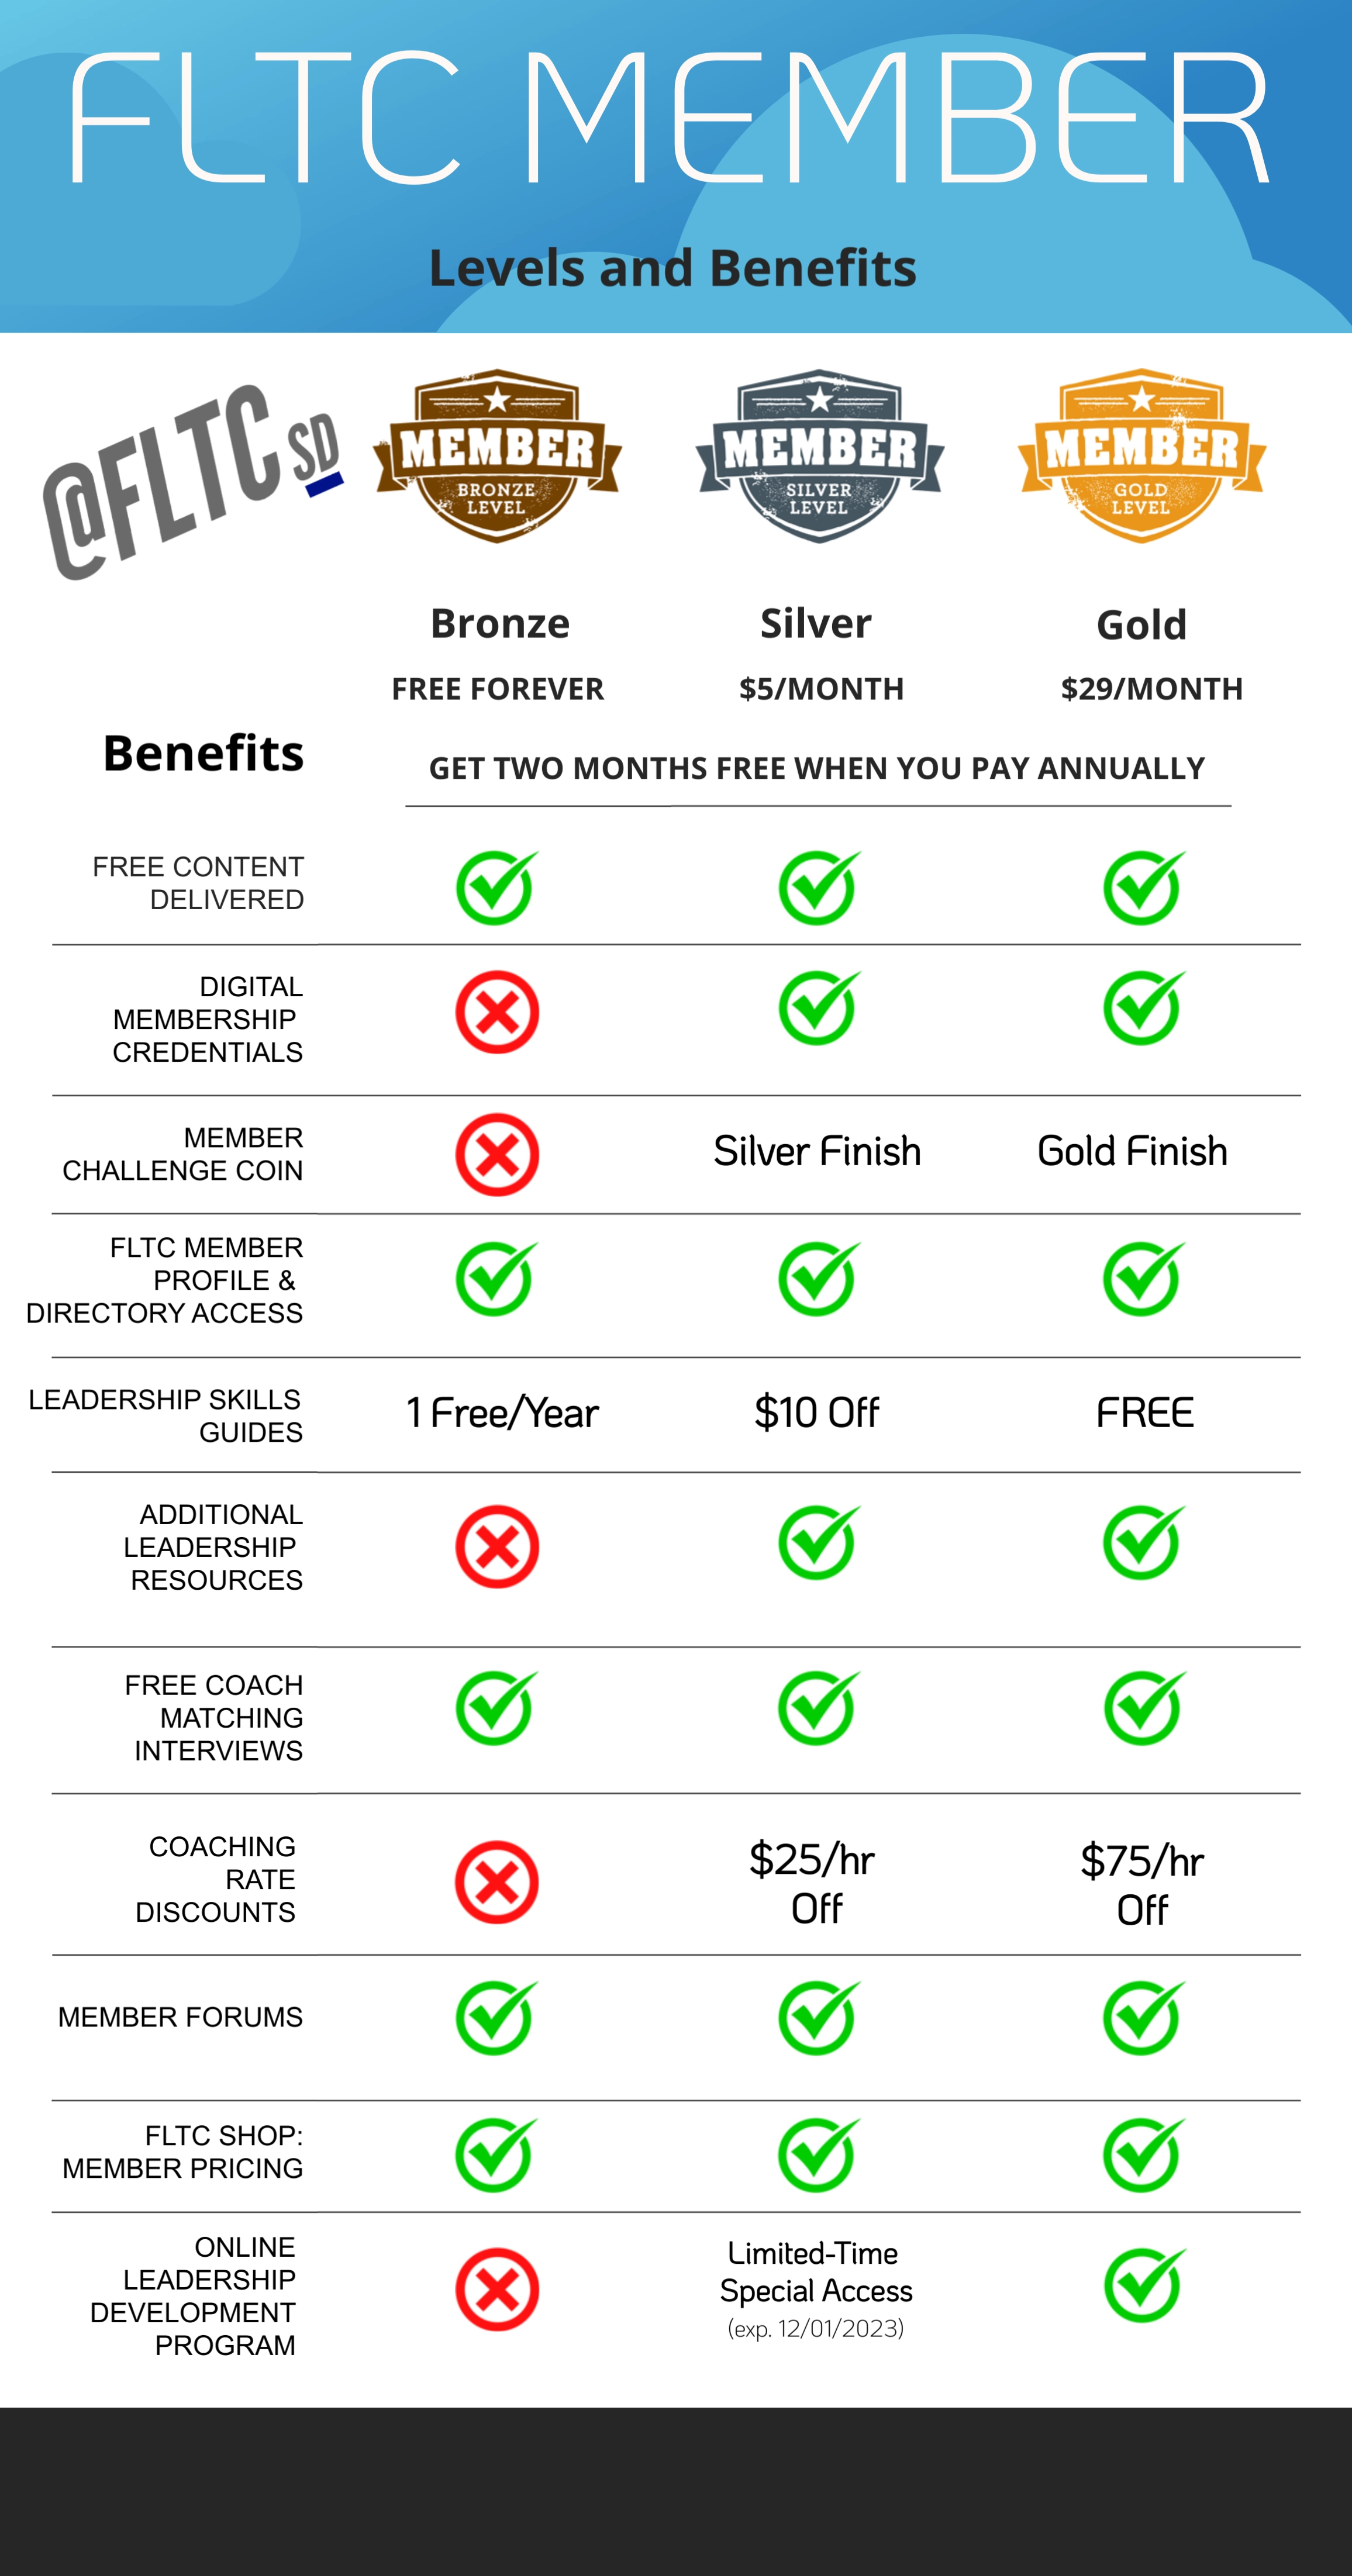 FLTC MEMBER
Levels and Benefits
@FLTC SD
MEMBER
BRONZE
LEVEL
MEMBER
SILVER
LEVEL
MEMBER
GOLD
LEVEL
Bronze
Silver
Gold
FREE FOREVER
$5/MONTH
$29/MONTH
Benefits
GET TWO MONTHS FREE WHEN YOU PAY ANNUALLY
FREE CONTENT
DELIVERED
DIGITAL
MEMBERSHIP
CREDENTIALS
MEMBER
CHALLENGE COIN
Silver Finish
Gold Finish
FLTC MEMBER
PROFILE &
DIRECTORY ACCESS
LEADERSHIP SKILLS
GUIDES
1 Free/Year
$10 Off
FREE
ADDITIONAL
LEADERSHIP
RESOURCES
FREE COACH
MATCHING
INTERVIEWS
COACHING
RATE
DISCOUNTS
$25/hr
Off
$75/hr
Off
MEMBER FORUMS
FLTC SHOP:
MEMBER PRICING
ONLINE
LEADERSHIP
DEVELOPMENT
PROGRAM
Limited-Time
Special Access
(exp. 12/01/2023)